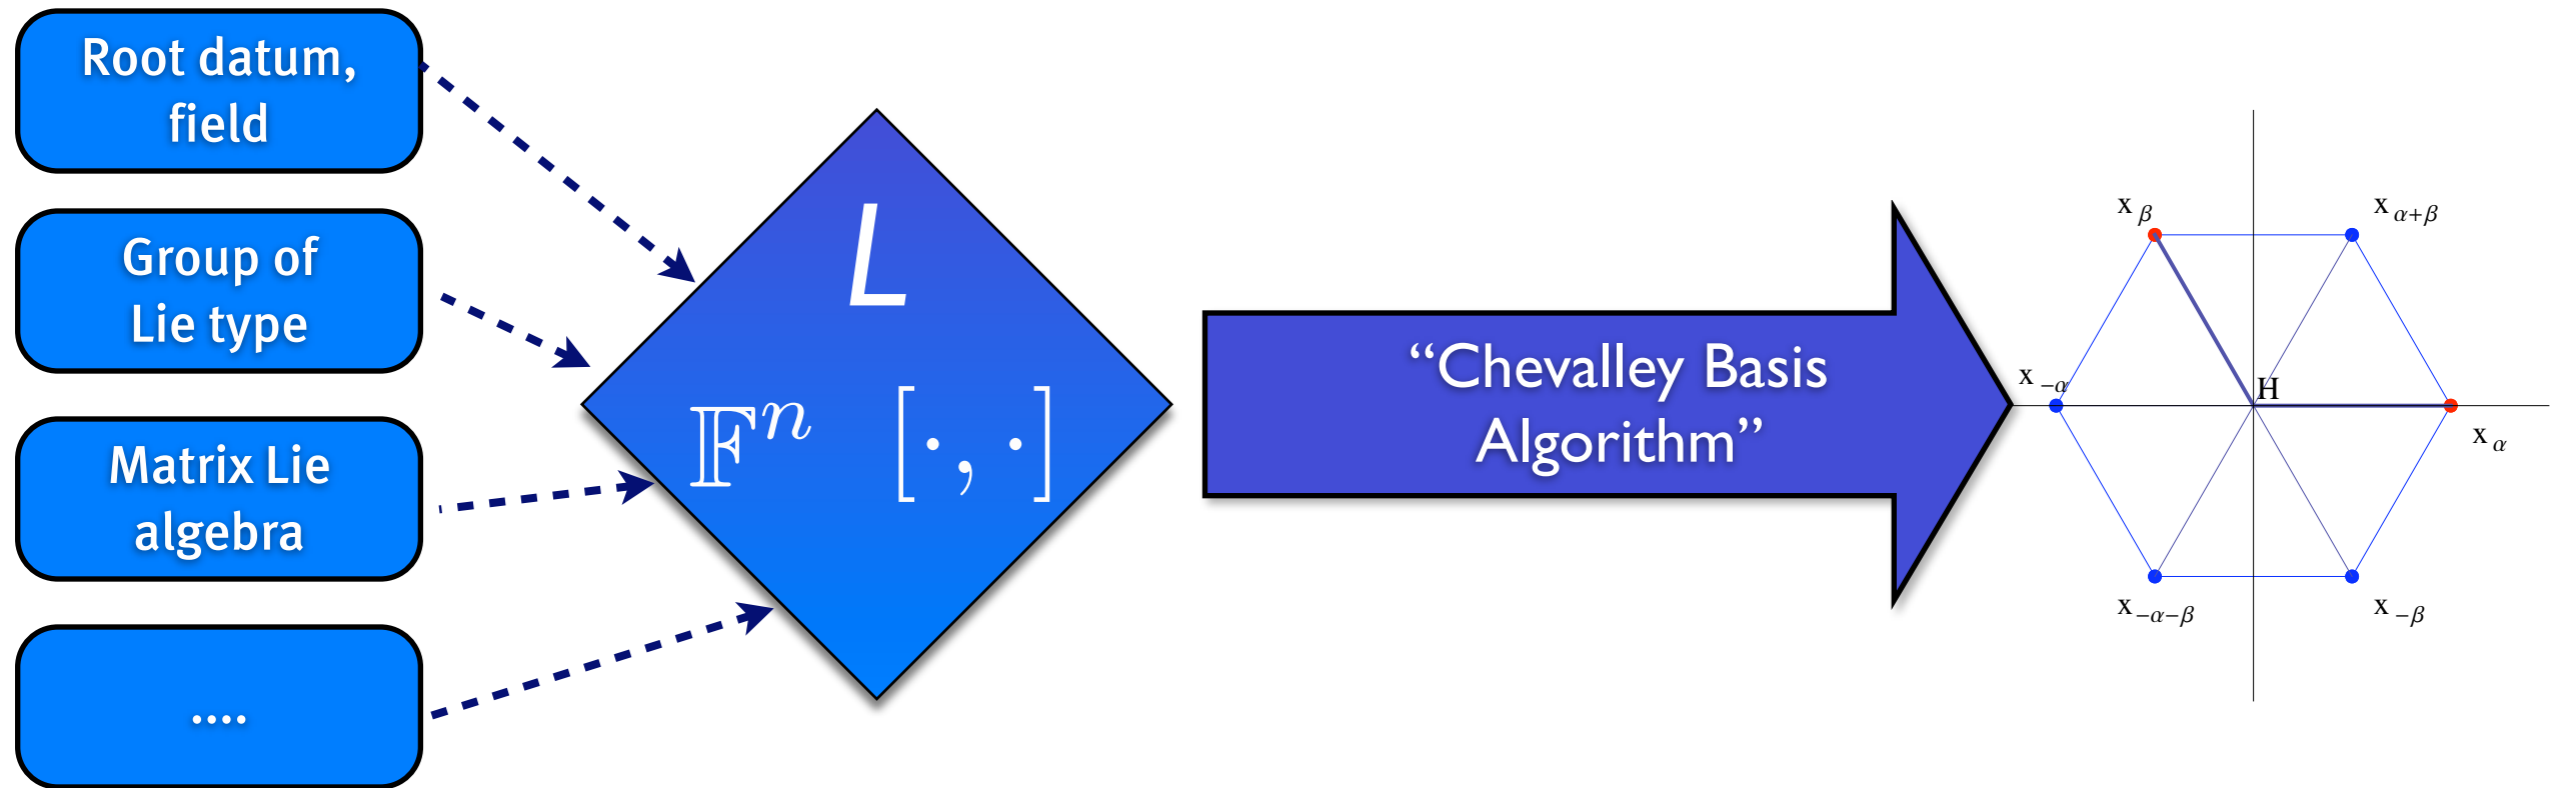 Root datum,
field
Group of
Lie type
Matrix Lie
algebra
....
L
𝔽ⁿ [·,·]
“Chevalley Basis
Algorithm”
x β
x α+β
x −α
H
x α
x −α−β
x −β